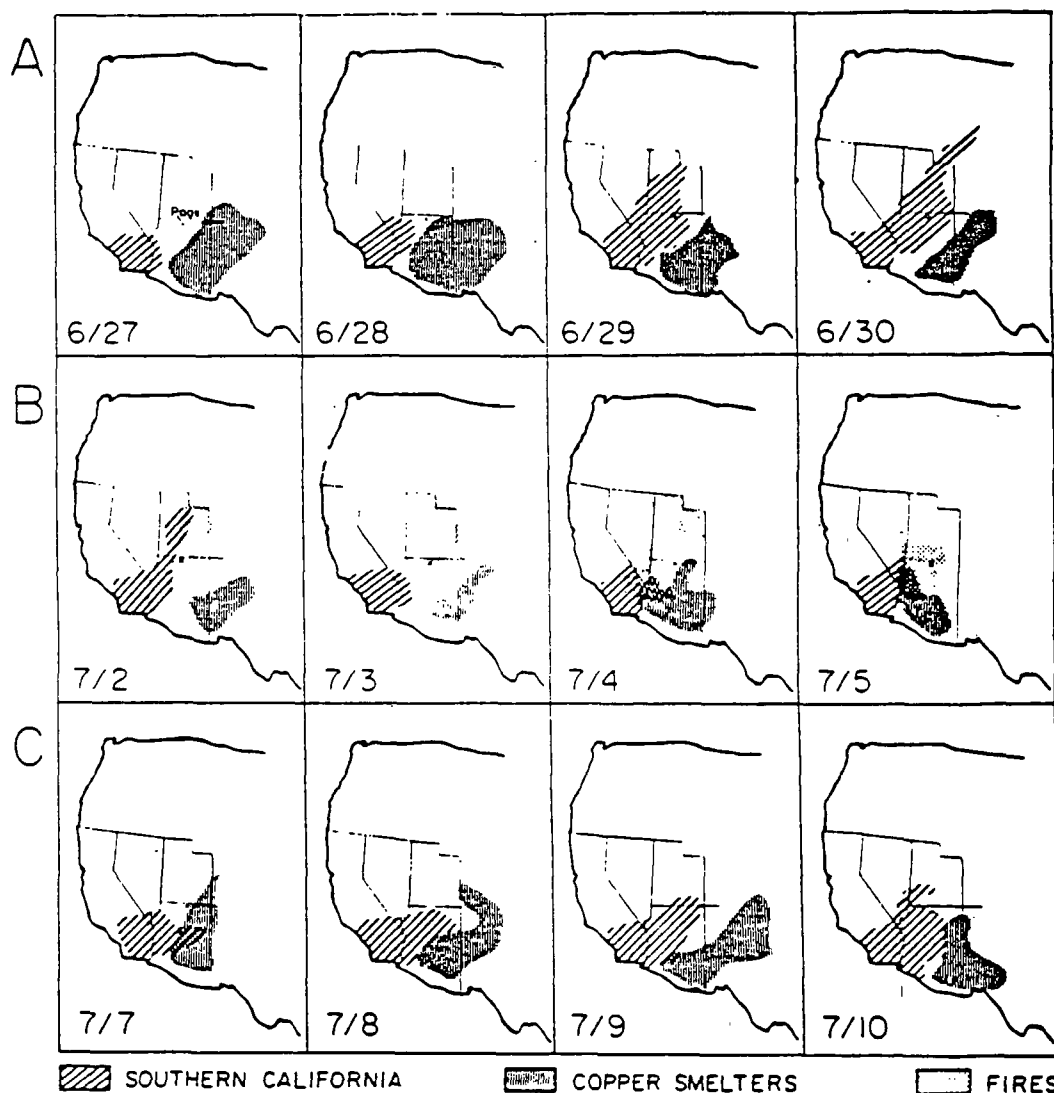 A
Page
6/27
6/28
6/29
6/30
B
7/2
7/3
7/4
7/5
C
7/7
7/8
7/9
7/10
SOUTHERN CALIFORNIA
COPPER SMELTERS
FIRES